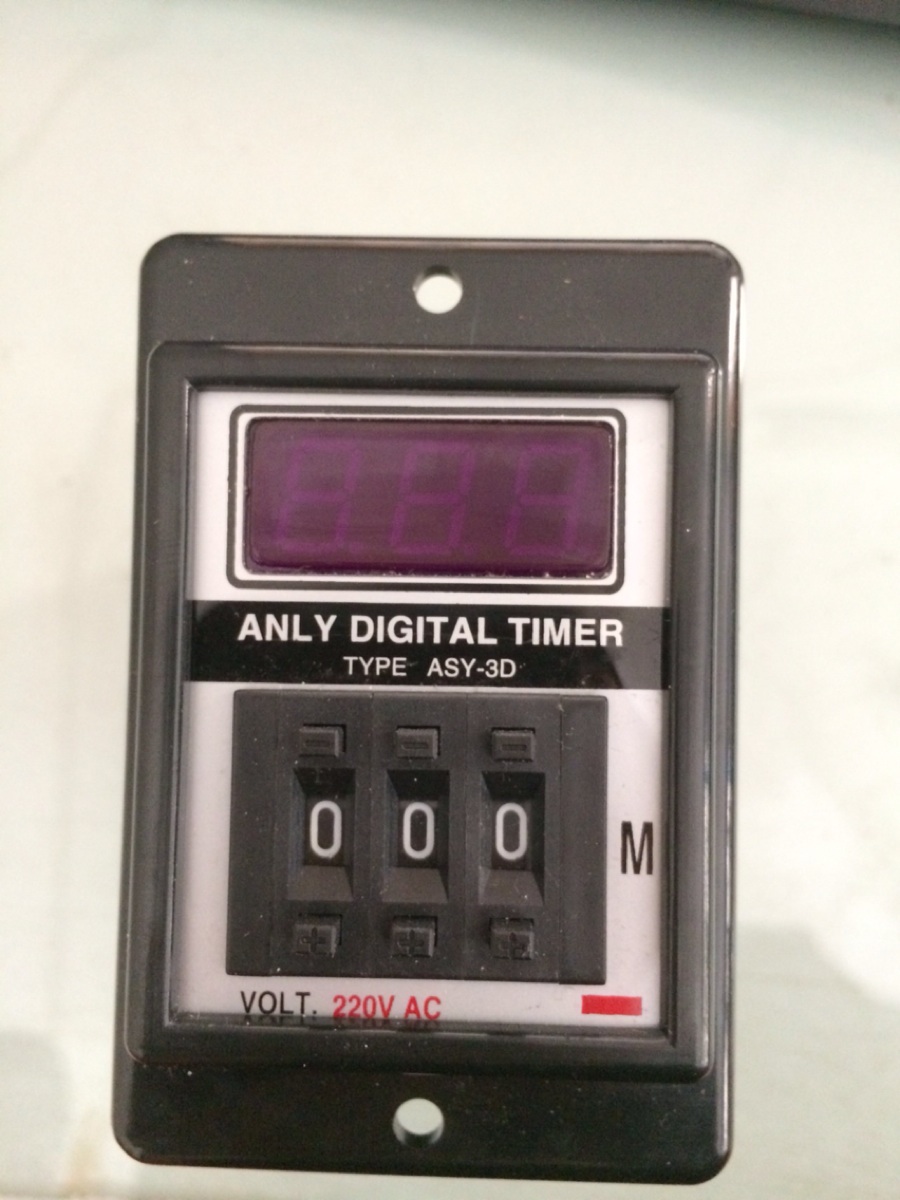 ANLY DIGITAL TIMER
TYPE ASY-3D
- - -
0 0 0
M
+ + +
VOLT. 220V AC